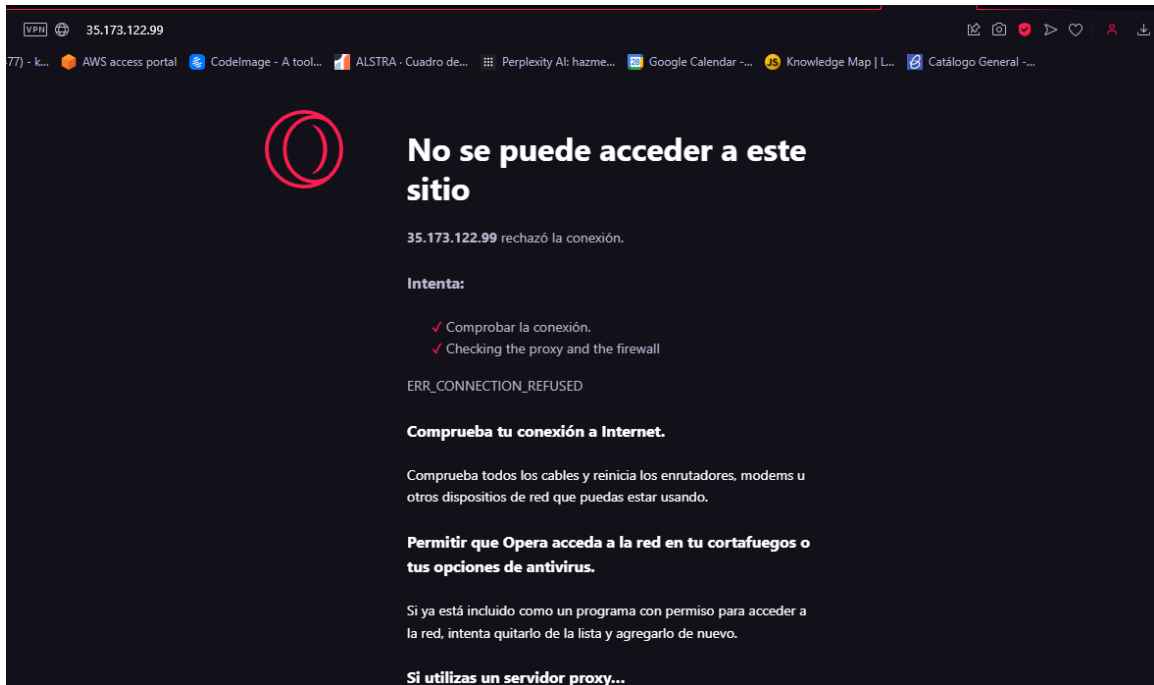 VPN 35.173.122.99
77) - k... AWS access portal CodeImage - A tool... ALSTRA · Cuadro de... Perplexity AI: hazme... 28 Google Calendar -... JS Knowledge Map | L... Catálogo General -...
No se puede acceder a este
sitio
35.173.122.99 rechazó la conexión.
Intenta:
Comprobar la conexión.
Checking the proxy and the firewall
ERR_CONNECTION_REFUSED
Comprueba tu conexión a Internet.
Comprueba todos los cables y reinicia los enrutadores, modems u
otros dispositios de red que puedas estar usando.
Permitir que Opera acceda a la red en tu cortafuegos o
tus opciones de antivirus.
Si ya está incluido como un programa con permiso para acceder a
la red, intenta quitarlo de la lista y agregarlo de nuevo.
Si utilizas un servidor proxy...